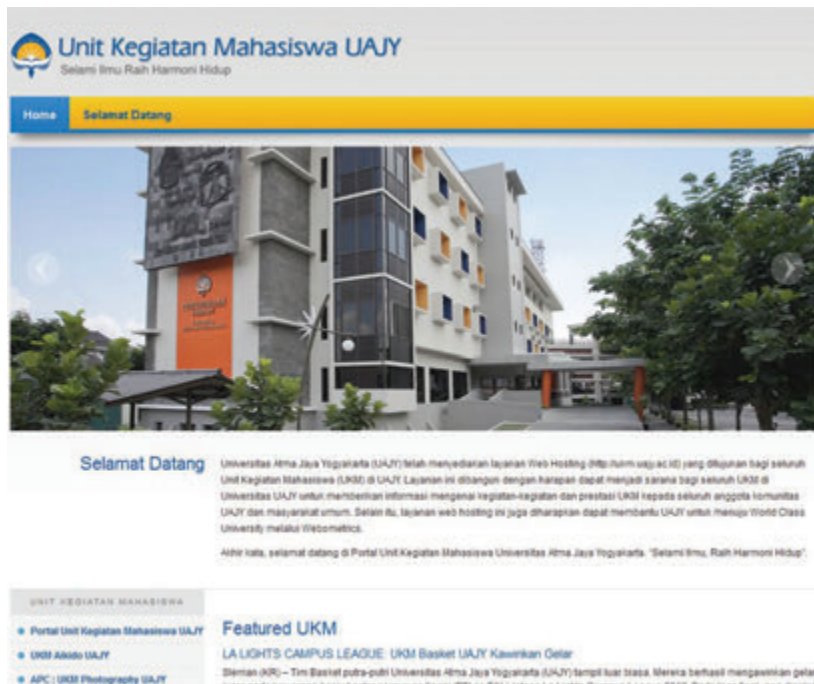 Unit Kegiatan Mahasiswa UAJY
Selami Ilmu Raih Harmoni Hidup
Home Selamat Datang
Selamat Datang
Universitas Atma Jaya Yogyakarta (UAJY) telah menyediakan layanan Web Hosting (http://ukm.uajy.ac.id) yang ditujukan bagi seluruh
Unit Kegiatan Mahasiswa (UKM) di UAJY. Layanan ini dibangun dengan harapan dapat menjadi sarana bagi seluruh UKM di
Universitas UAJY untuk memberikan informasi mengenai kegiatan-kegiatan dan prestasi UKM kepada seluruh anggota komunitas
UAJY dan masyarakat umum. Selain itu, layanan web hosting ini juga diharapkan dapat membantu UAJY untuk menuju World Class
University melalui Webometrics.
Akhir kata, selamat datang di Portal Unit Kegiatan Mahasiswa Universitas Atma Jaya Yogyakarta. "Selami Ilmu, Raih Harmoni Hidup".
UNIT KEGIATAN MAHASISWA
Portal Unit Kegiatan Mahasiswa UAJY
UKM Aikido UAJY
APC | UKM Photography UAJY
Featured UKM
LA LIGHTS CAMPUS LEAGUE: UKM Basket UAJY Kawinkan Gelar
Sleman (KR) – Tim Basket putra-putri Universitas Atma Jaya Yogyakarta (UAJY) tampil luar biasa. Mereka berhasil mengawinkan gelar